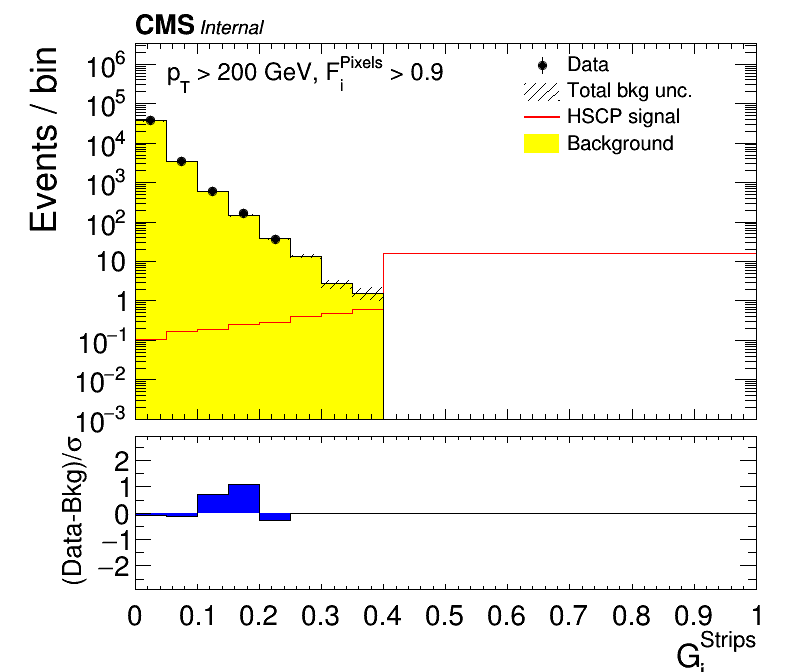 CMS Internal
p_T > 200 GeV, F_i^Pixels > 0.9
Data
Total bkg unc.
HSCP signal
Background
Events / bin
10^6
10^5
10^4
10^3
10^2
10
1
10^−1
10^−2
10^−3
(Data-Bkg)/σ
2
1
0
−1
−2
0 0.1 0.2 0.3 0.4 0.5 0.6 0.7 0.8 0.9 1
G_i^Strips